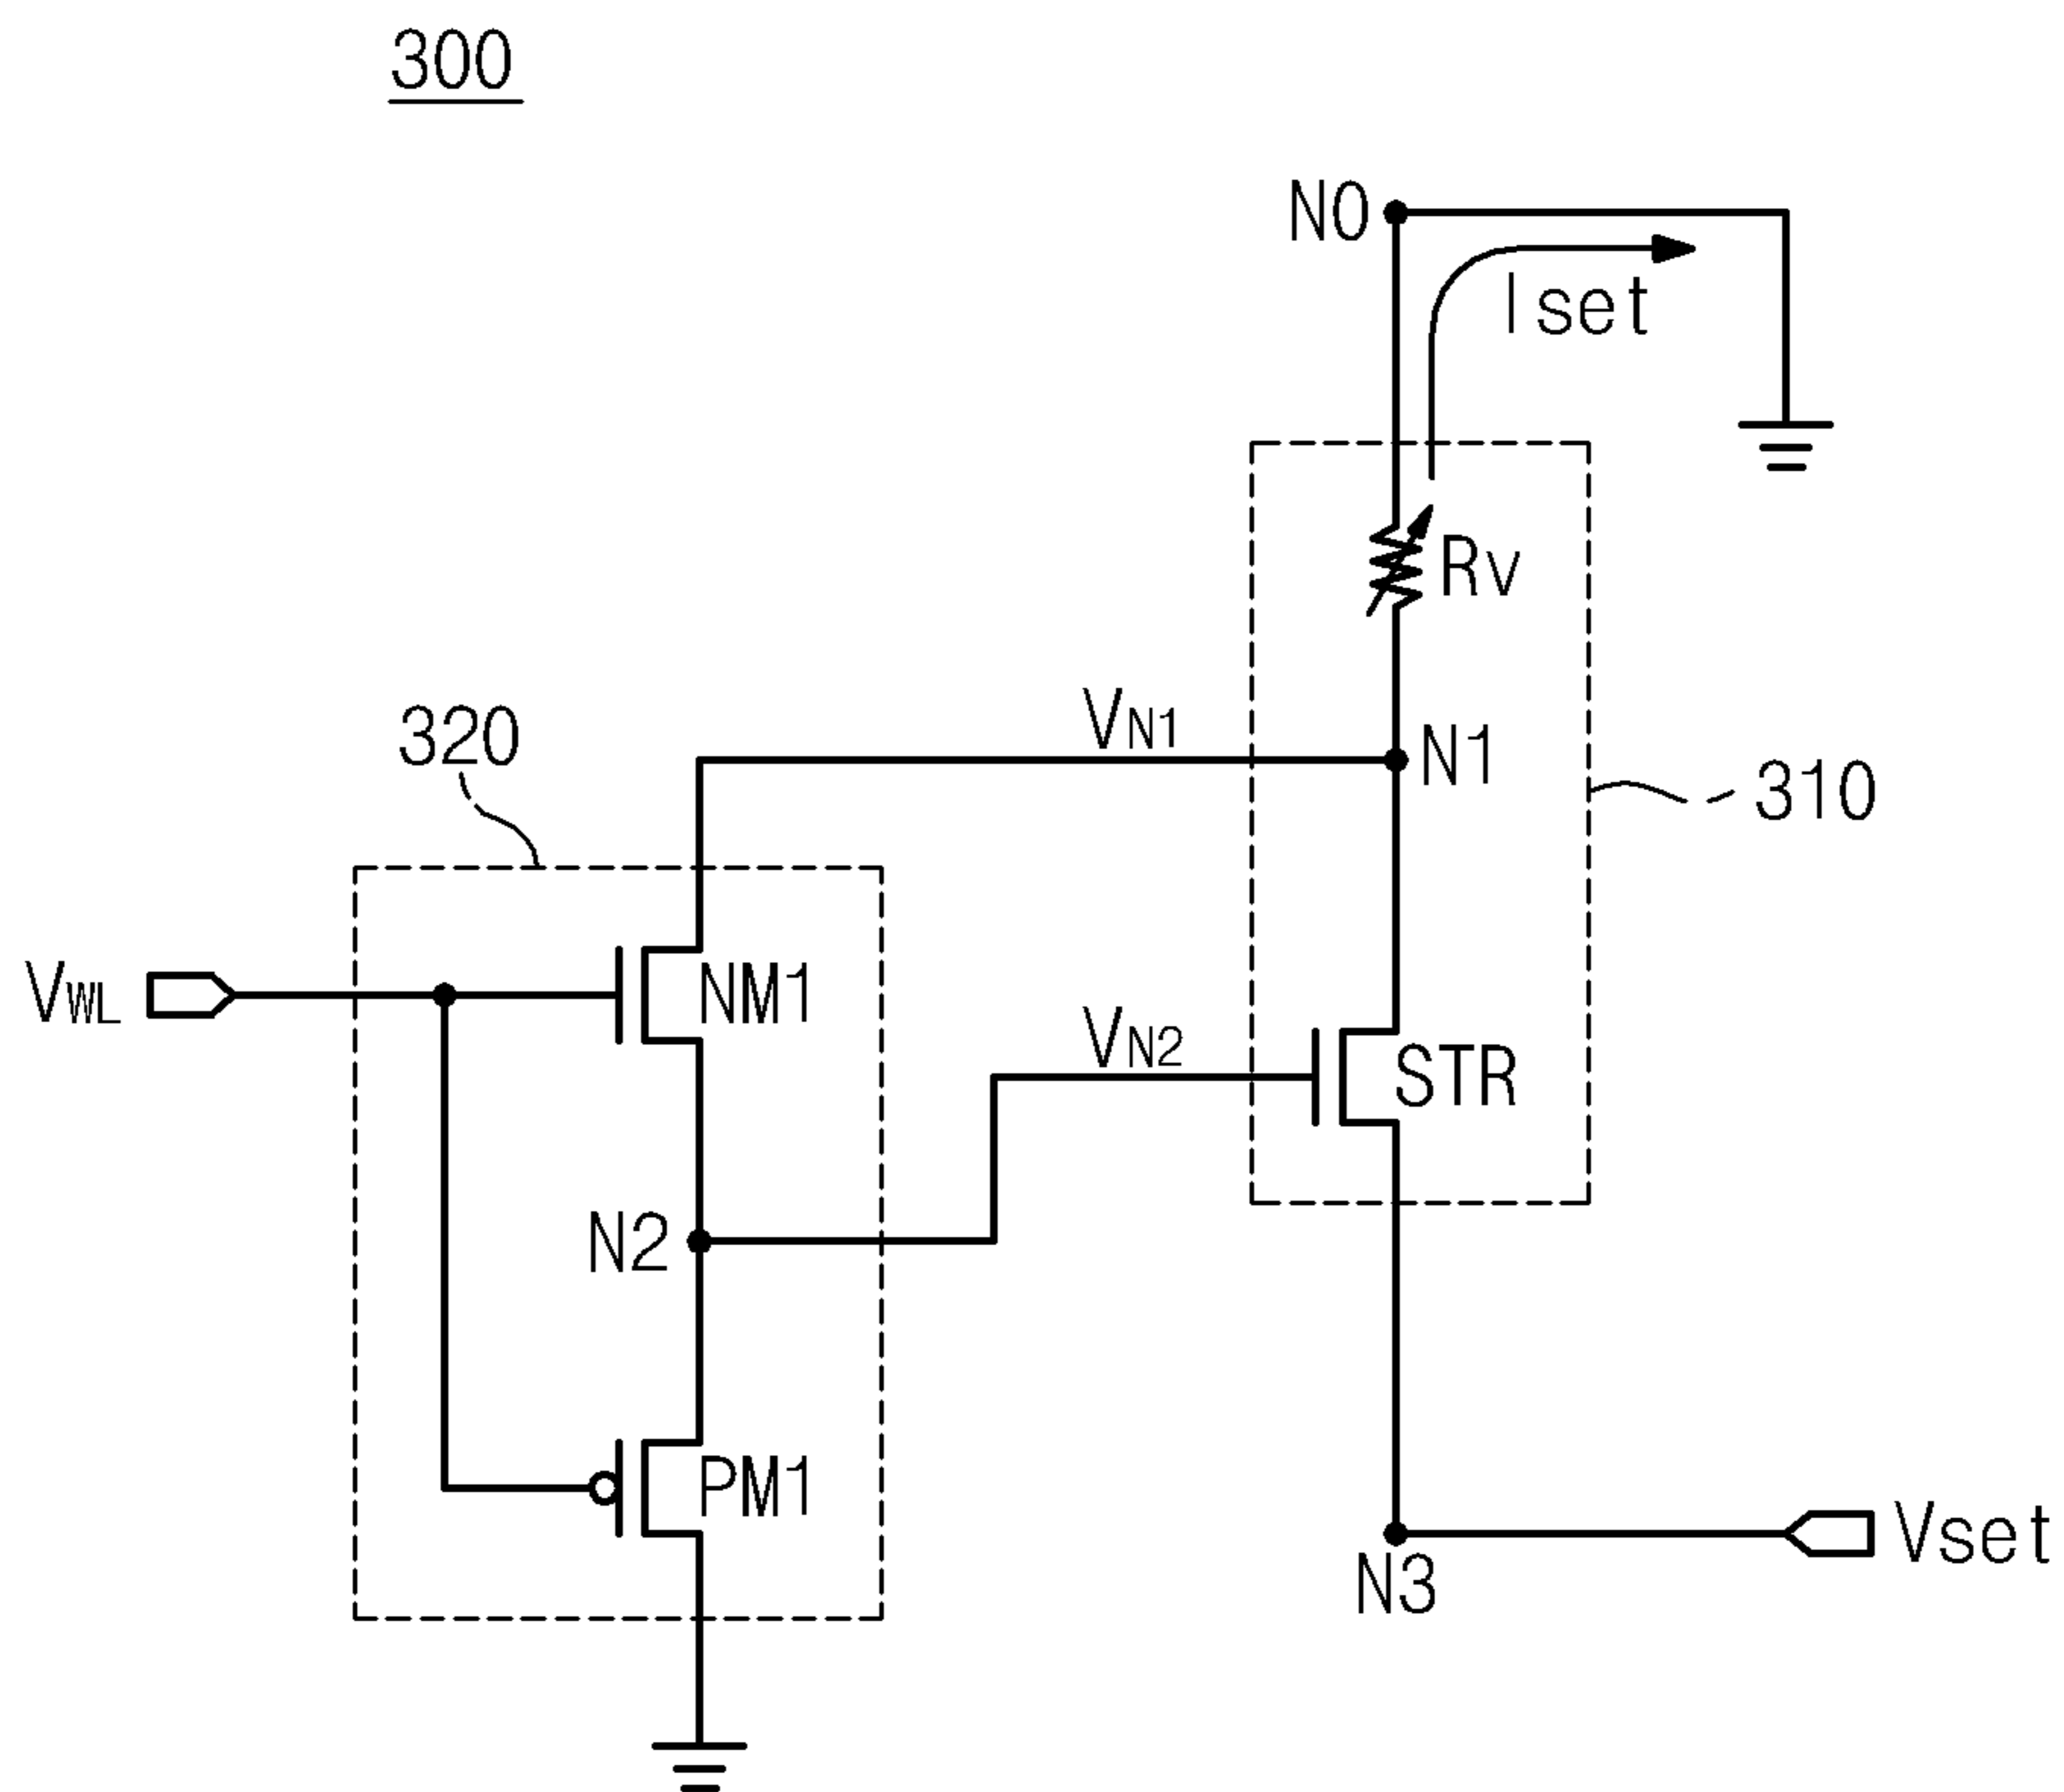 300
N0
Iset
Rv
VN1
N1
320
310
VWL
NM1
VN2
STR
N2
PM1
Vset
N3